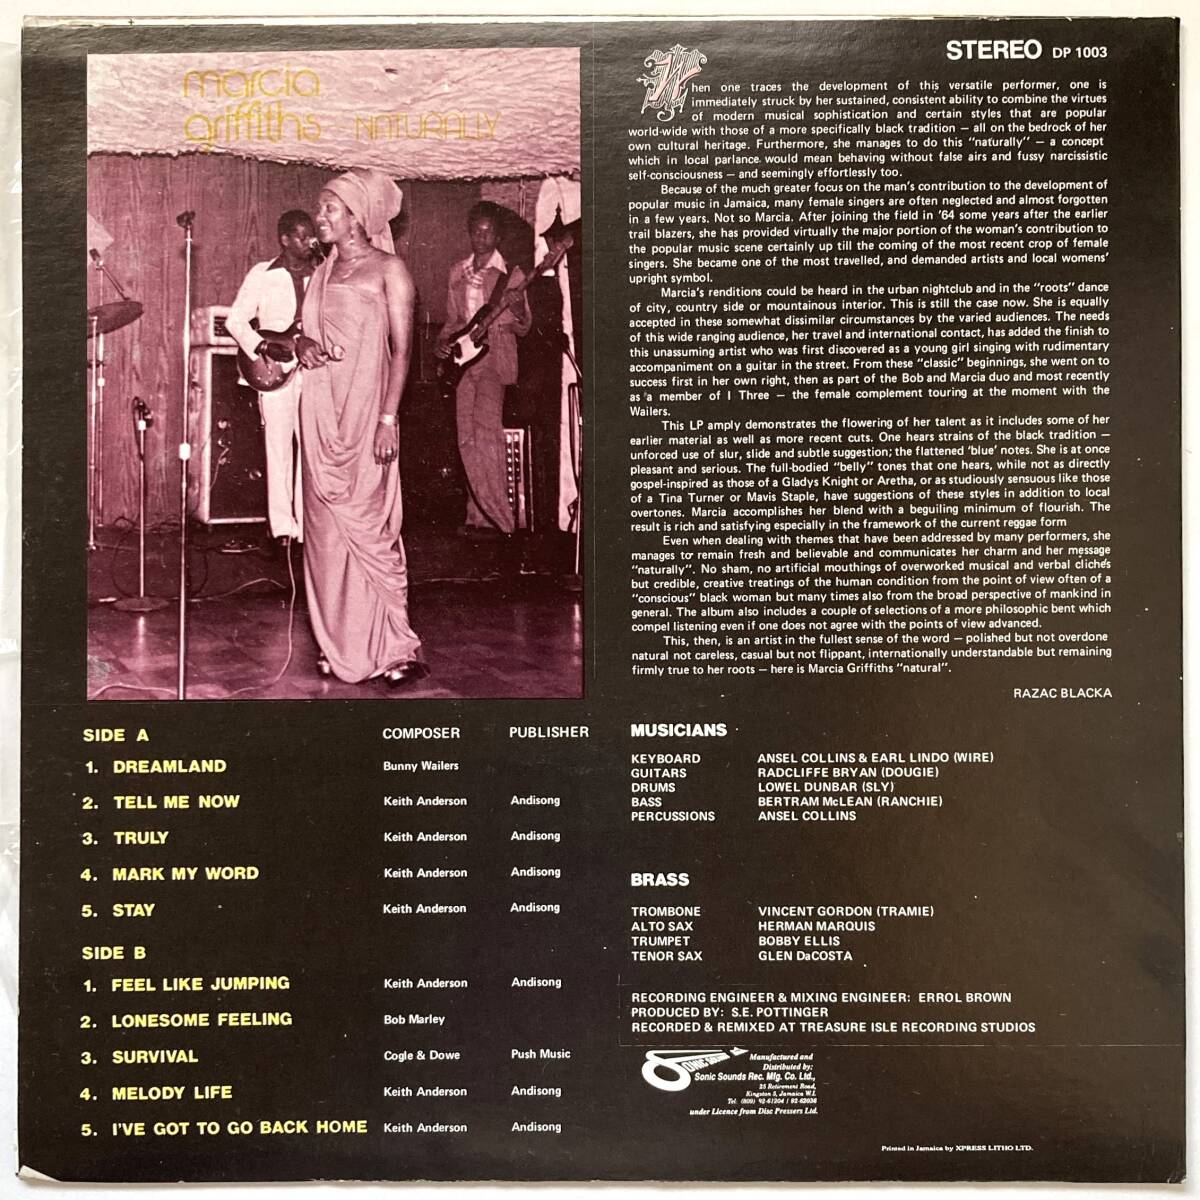 marcia
griffiths NATURALLY
STEREO DP 1003
When one traces the development of this versatile performer, one is
immediately struck by her sustained, consistent ability to combine the virtues
of modern musical sophistication and certain styles that are popular
world-wide with those of a more specifically black tradition — all on the bedrock of her
own cultural heritage. Furthermore, she manages to do this "naturally" — a concept
which in local parlance would mean behaving without false airs and fussy narcissistic
self-consciousness — and seemingly effortlessly too.
Because of the much greater focus on the man's contribution to the development of
popular music in Jamaica, many female singers are often neglected and almost forgotten
in a few years. Not so Marcia. After joining the field in '64 some years after the earlier
trail blazers, she has provided virtually the major portion of the woman's contribution to
the popular music scene certainly up till the coming of the most recent crop of female
singers. She became one of the most travelled, and demanded artists and local womens'
upright symbol.
Marcia's renditions could be heard in the urban nightclub and in the "roots" dance
of city, country side or mountainous interior. This is still the case now. She is equally
accepted in these somewhat dissimilar circumstances by the varied audiences. The needs
of this wide ranging audience, her travel and international contact, has added the finish to
this unassuming artist who was first discovered as a young girl singing with rudimentary
accompaniment on a guitar in the street. From these "classic" beginnings, she went on to
success first in her own right, then as part of the Bob and Marcia duo and most recently
as a member of I Three — the female complement touring at the moment with the
Wailers.
This LP amply demonstrates the flowering of her talent as it includes some of her
earlier material as well as more recent cuts. One hears strains of the black tradition —
unforced use of slur, slide and subtle suggestion; the flattened 'blue' notes. She is at once
pleasant and serious. The full-bodied "belly" tones that one hears, while not as directly
gospel-inspired as those of a Gladys Knight or Aretha, or as studiously sensuous like those
of a Tina Turner or Mavis Staple, have suggestions of these styles in addition to local
overtones. Marcia accomplishes her blend with a beguiling minimum of flourish. The
result is rich and satisfying especially in the framework of the current reggae form
Even when dealing with themes that have been addressed by many performers, she
manages to remain fresh and believable and communicates her charm and her message
"naturally". No sham, no artificial mouthings of overworked musical and verbal clichés
but credible, creative treatings of the human condition from the point of view often of a
"conscious" black woman but many times also from the broad perspective of mankind in
general. The album also includes a couple of selections of a more philosophic bent which
compel listening even if one does not agree with the points of view advanced.
This, then, is an artist in the fullest sense of the word — polished but not overdone
natural not careless, casual but not flippant, internationally understandable but remaining
firmly true to her roots — here is Marcia Griffiths "natural".
RAZAC BLACKA
SIDE A COMPOSER PUBLISHER
1. DREAMLAND Bunny Wailers
2. TELL ME NOW Keith Anderson Andisong
3. TRULY Keith Anderson Andisong
4. MARK MY WORD Keith Anderson Andisong
5. STAY Keith Anderson Andisong
SIDE B
1. FEEL LIKE JUMPING Keith Anderson Andisong
2. LONESOME FEELING Bob Marley
3. SURVIVAL Cogle & Dowe Push Music
4. MELODY LIFE Keith Anderson Andisong
5. I'VE GOT TO GO BACK HOME Keith Anderson Andisong
MUSICIANS
KEYBOARD ANSEL COLLINS & EARL LINDO (WIRE)
GUITARS RADCLIFFE BRYAN (DOUGIE)
DRUMS LOWEL DUNBAR (SLY)
BASS BERTRAM McLEAN (RANCHIE)
PERCUSSIONS ANSEL COLLINS
BRASS
TROMBONE VINCENT GORDON (TRAMIE)
ALTO SAX HERMAN MARQUIS
TRUMPET BOBBY ELLIS
TENOR SAX GLEN DaCOSTA
RECORDING ENGINEER & MIXING ENGINEER: ERROL BROWN
PRODUCED BY: S.E. POTTINGER
RECORDED & REMIXED AT TREASURE ISLE RECORDING STUDIOS
Manufactured and
Distributed by:
Sonic Sounds Rec. Mfg. Co. Ltd.,
25 Retirement Road,
Kingston 5, Jamaica W.I.
Tel: (809) 92-61204 / 92-62036
under Licence from Disc Pressers Ltd.
Printed in Jamaica by XPRESS LITHO LTD.